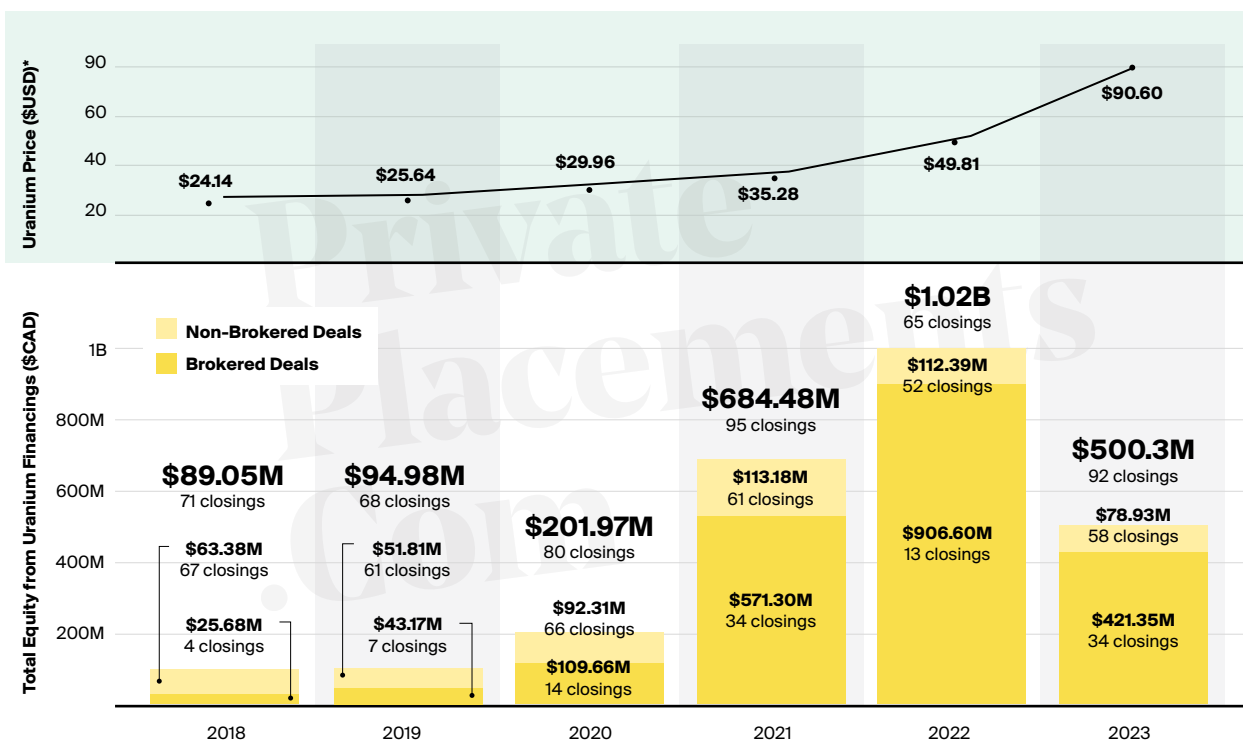 Uranium Price ($USD)*
90
60
40
20
$24.14
$25.64
$29.96
$35.28
$49.81
$90.60
Private
Placements
.Com
Total Equity from Uranium Financings ($CAD)
1B
800M
600M
400M
200M
Non-Brokered Deals
Brokered Deals
$89.05M
71 closings
$63.38M
67 closings
$25.68M
4 closings
$94.98M
68 closings
$51.81M
61 closings
$43.17M
7 closings
$201.97M
80 closings
$92.31M
66 closings
$109.66M
14 closings
$684.48M
95 closings
$113.18M
61 closings
$571.30M
34 closings
$1.02B
65 closings
$112.39M
52 closings
$906.60M
13 closings
$500.3M
92 closings
$78.93M
58 closings
$421.35M
34 closings
2018
2019
2020
2021
2022
2023